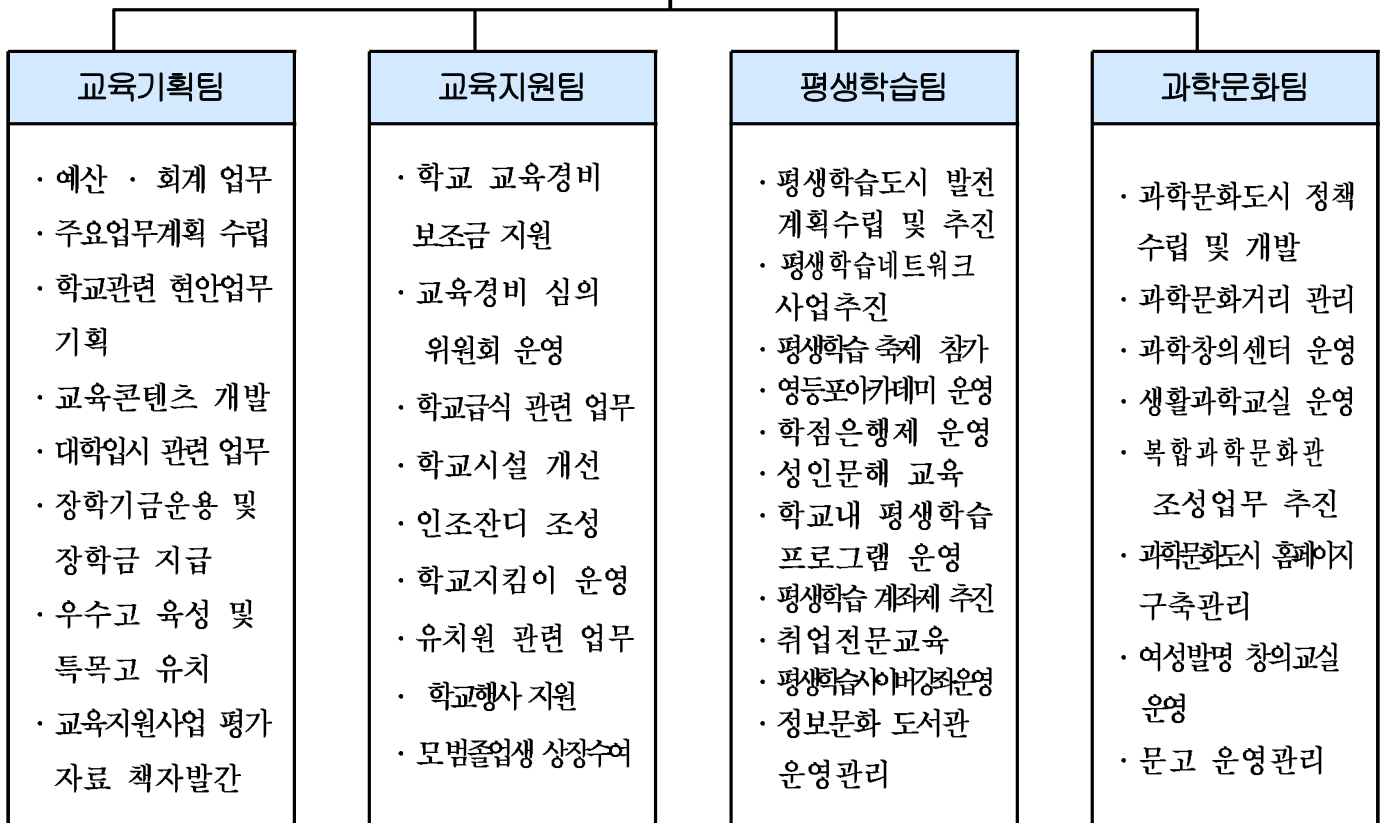 교육기획팀
· 예산 · 회계 업무
· 주요업무계획 수립
· 학교관련 현안업무
기획
· 교육콘텐츠 개발
· 대학입시 관련 업무
· 장학기금운용 및
장학금 지급
· 우수고 육성 및
특목고 유치
· 교육지원사업 평가
자료 책자발간
교육지원팀
· 학교 교육경비
보조금 지원
· 교육경비 심의
위원회 운영
· 학교급식 관련 업무
· 학교시설 개선
· 인조잔디 조성
· 학교지킴이 운영
· 유치원 관련 업무
· 학교행사 지원
· 모범졸업생 상장수여
평생학습팀
· 평생학습도시 발전
계획수립 및 추진
· 평생학습네트워크
사업추진
· 평생학습 축제 참가
· 영등포아카데미 운영
· 학점은행제 운영
· 성인문해 교육
· 학교내 평생학습
프로그램 운영
· 평생학습 계좌제 추진
· 취업전문교육
· 평생학습사이버강좌운영
· 정보문화 도서관
운영관리
과학문화팀
· 과학문화도시 정책
수립 및 개발
· 과학문화거리 관리
· 과학창의센터 운영
· 생활과학교실 운영
· 복합과학문화관
조성업무 추진
· 과학문화도시 홈페이지
구축관리
· 여성발명 창의교실
운영
· 문고 운영관리